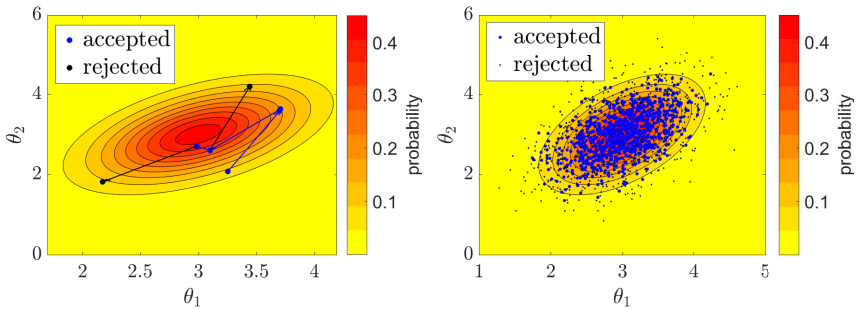 6
4
2
0
θ₂
accepted
rejected
2
2.5
3
3.5
4
θ₁
0.4
0.3
0.2
0.1
probability
6
4
2
0
θ₂
accepted
rejected
1
2
3
4
5
θ₁
0.4
0.3
0.2
0.1
probability